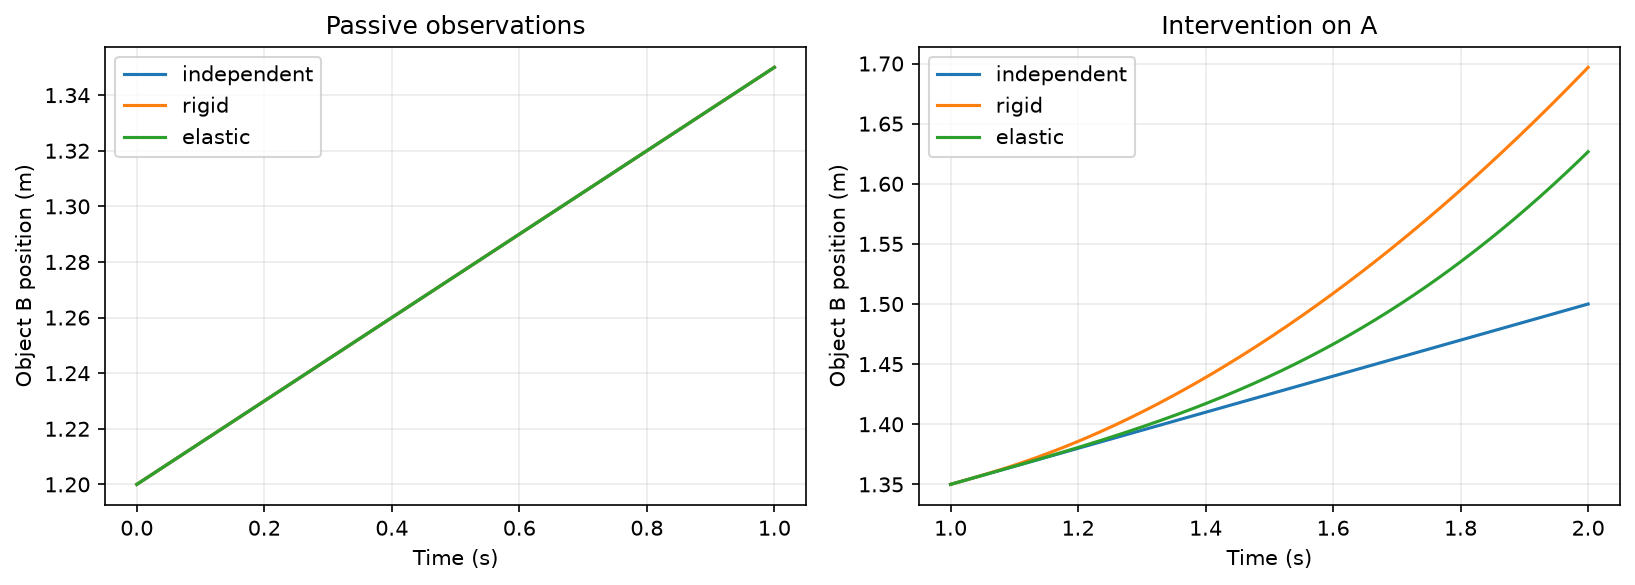 Passive observations
independent
rigid
elastic
Object B position (m)
1.34
1.32
1.30
1.28
1.26
1.24
1.22
1.20
0.0 0.2 0.4 0.6 0.8 1.0
Time (s)
Intervention on A
independent
rigid
elastic
Object B position (m)
1.70
1.65
1.60
1.55
1.50
1.45
1.40
1.35
1.0 1.2 1.4 1.6 1.8 2.0
Time (s)